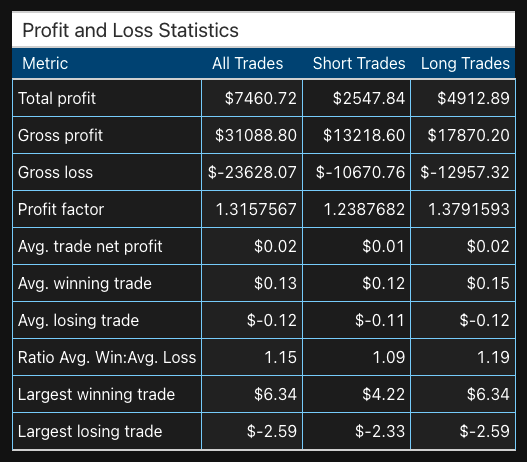 Profit and Loss Statistics
Metric All Trades Short Trades Long Trades
Total profit $7460.72 $2547.84 $4912.89
Gross profit $31088.80 $13218.60 $17870.20
Gross loss $-23628.07 $-10670.76 $-12957.32
Profit factor 1.3157567 1.2387682 1.3791593
Avg. trade net profit $0.02 $0.01 $0.02
Avg. winning trade $0.13 $0.12 $0.15
Avg. losing trade $-0.12 $-0.11 $-0.12
Ratio Avg. Win:Avg. Loss 1.15 1.09 1.19
Largest winning trade $6.34 $4.22 $6.34
Largest losing trade $-2.59 $-2.33 $-2.59